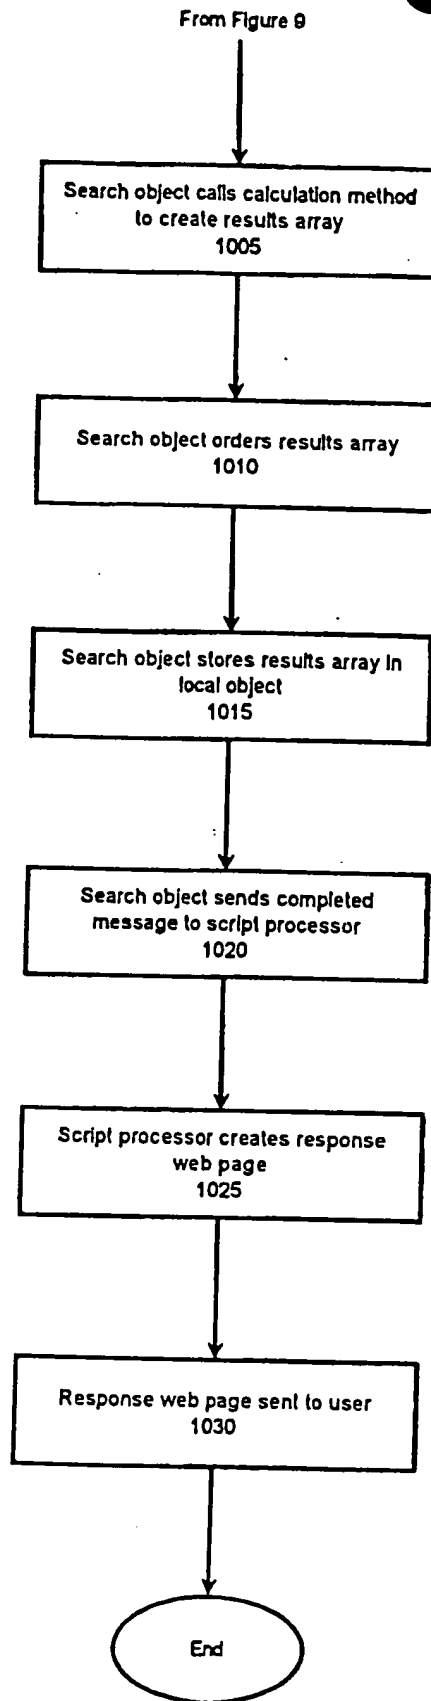 From Figure 9
Search object calls calculation method
to create results array
1005
Search object orders results array
1010
Search object stores results array in
local object
1015
Search object sends completed
message to script processor
1020
Script processor creates response
web page
1025
Response web page sent to user
1030
End